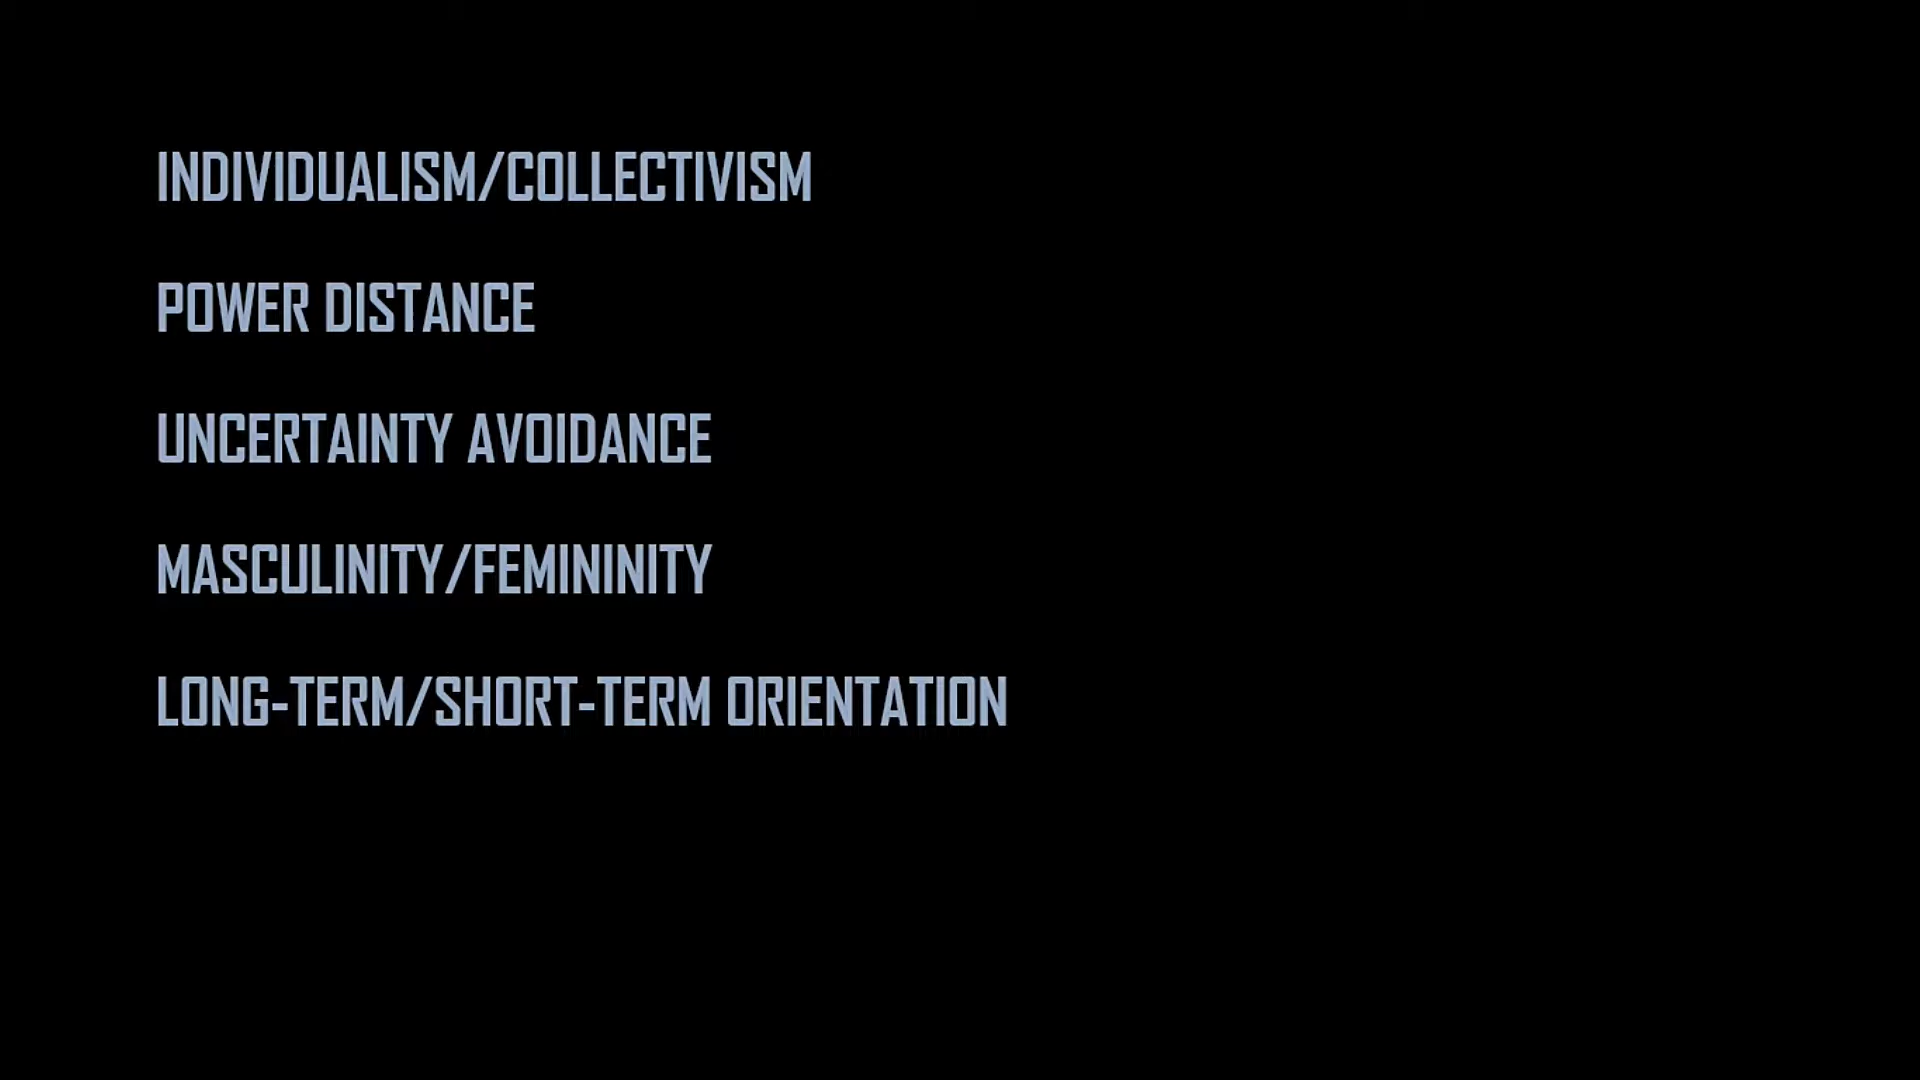 INDIVIDUALISM/COLLECTIVISM
POWER DISTANCE
UNCERTAINTY AVOIDANCE
MASCULINITY/FEMININITY
LONG-TERM/SHORT-TERM ORIENTATION